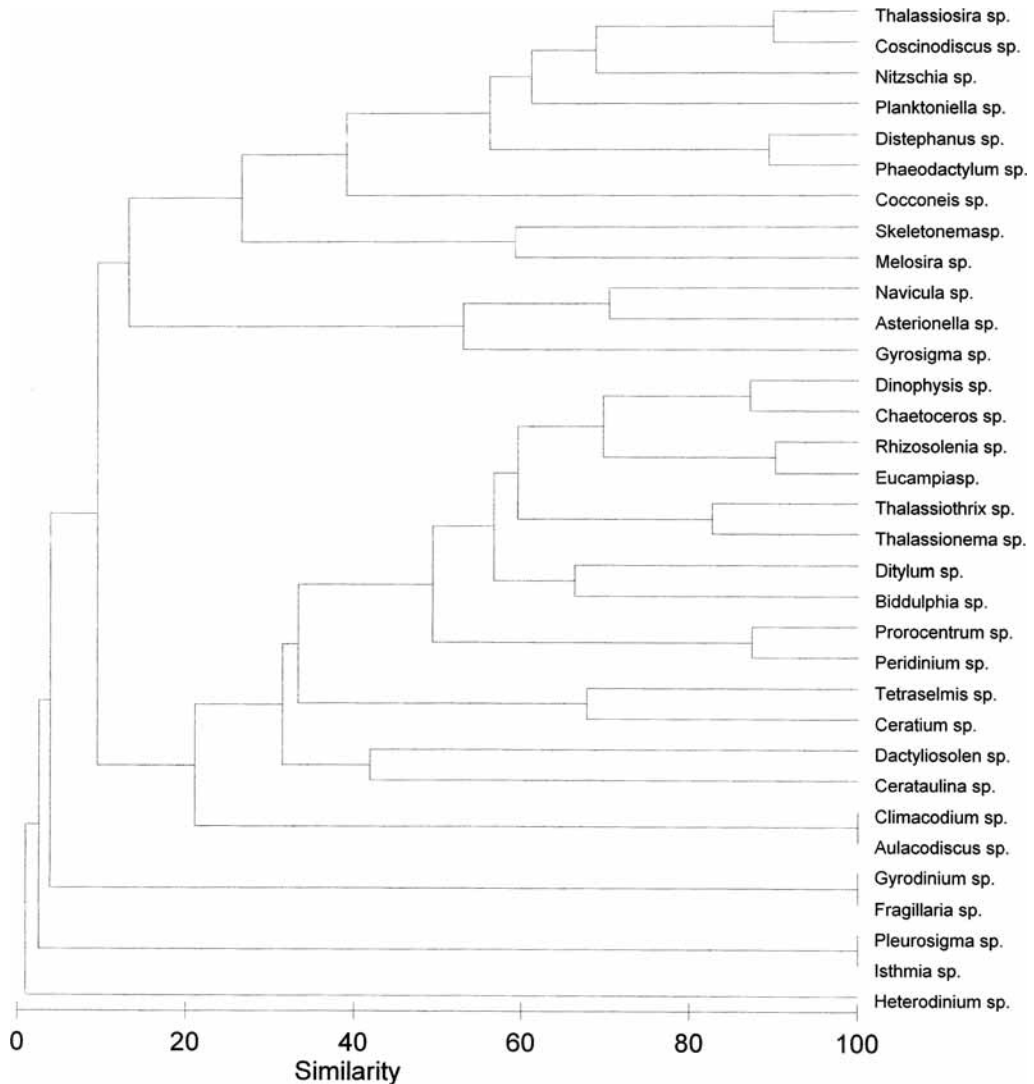 Thalassiosira sp.
Coscinodiscus sp.
Nitzschia sp.
Planktoniella sp.
Distephanus sp.
Phaeodactylum sp.
Cocconeis sp.
Skeletonemasp.
Melosira sp.
Navicula sp.
Asterionella sp.
Gyrosigma sp.
Dinophysis sp.
Chaetoceros sp.
Rhizosolenia sp.
Eucampiasp.
Thalassiothrix sp.
Thalassionema sp.
Ditylum sp.
Biddulphia sp.
Prorocentrum sp.
Peridinium sp.
Tetraselmis sp.
Ceratium sp.
Dactyliosolen sp.
Cerataulina sp.
Climacodium sp.
Aulacodiscus sp.
Gyrodinium sp.
Fragillaria sp.
Pleurosigma sp.
Isthmia sp.
Heterodinium sp.
0 20 40 60 80 100
Similarity